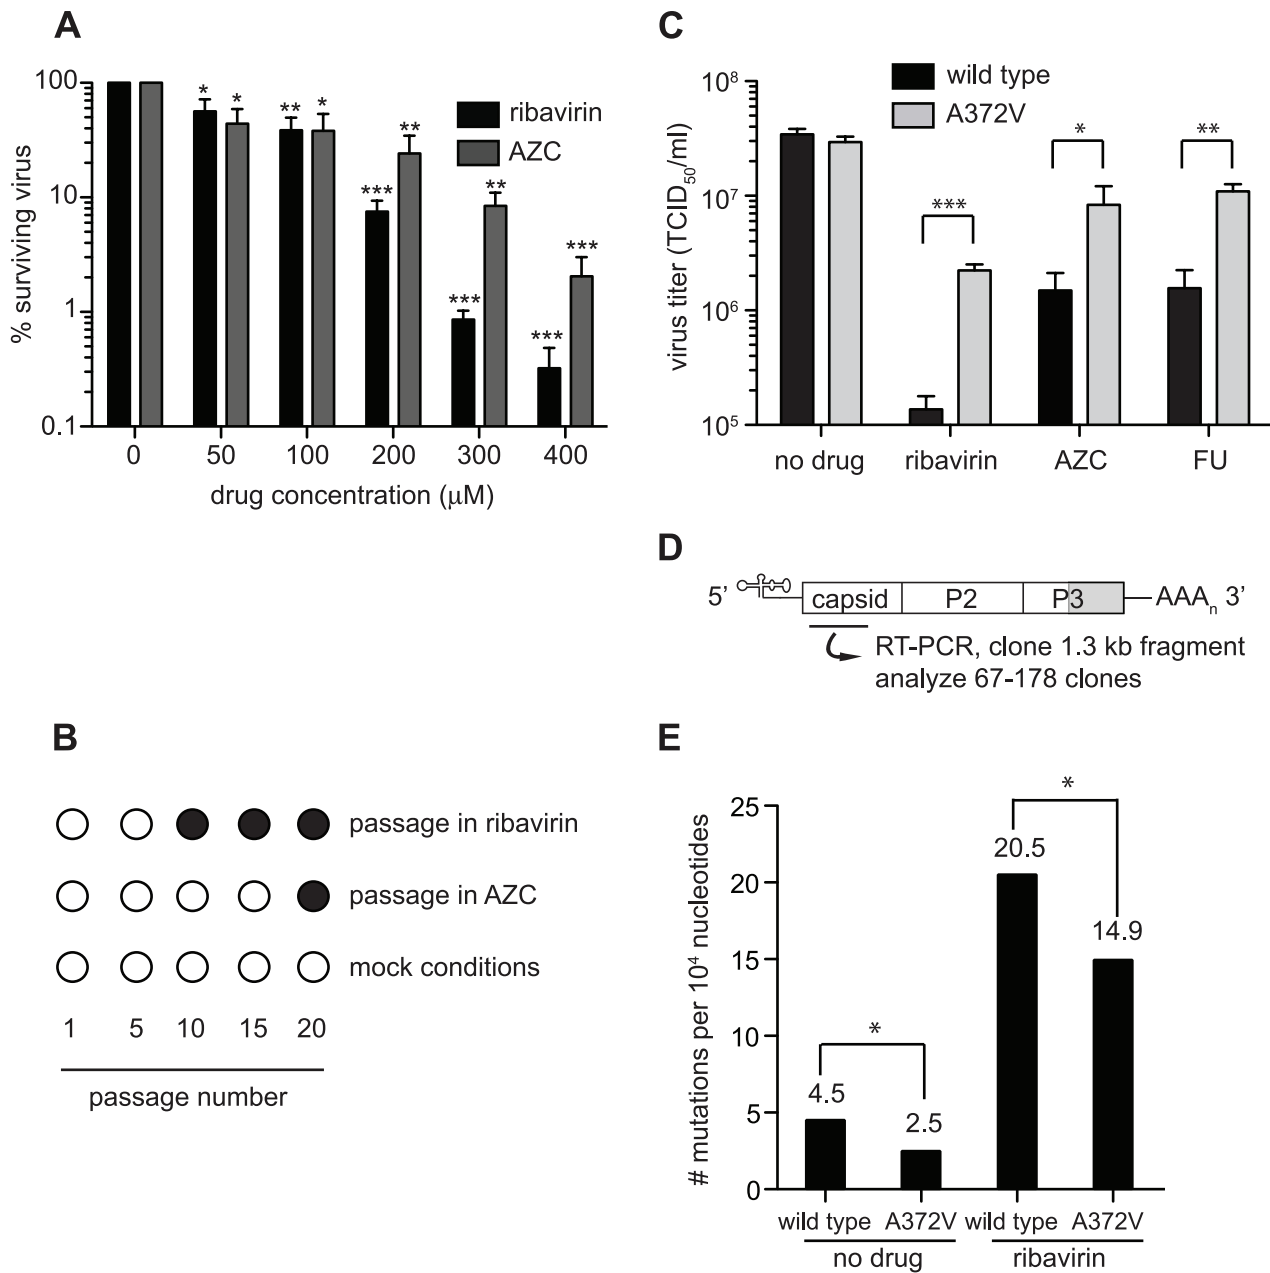 A
% surviving virus
100
10
1
0.1
* * ** * *** ** *** ** *** ***
ribavirin
AZC
0 50 100 200 300 400
drug concentration (μM)
C
virus titer (TCID50/ml)
10⁸
10⁷
10⁶
10⁵
wild type
A372V
*** * **
no drug ribavirin AZC FU
D
5’ capsid P2 P3 AAAn 3’
RT-PCR, clone 1.3 kb fragment
analyze 67-178 clones
B
passage in ribavirin
passage in AZC
mock conditions
1 5 10 15 20
passage number
E
# mutations per 10⁴ nucleotides
25
20
15
10
5
0
* *
4.5 2.5 20.5 14.9
wild type A372V wild type A372V
no drug ribavirin